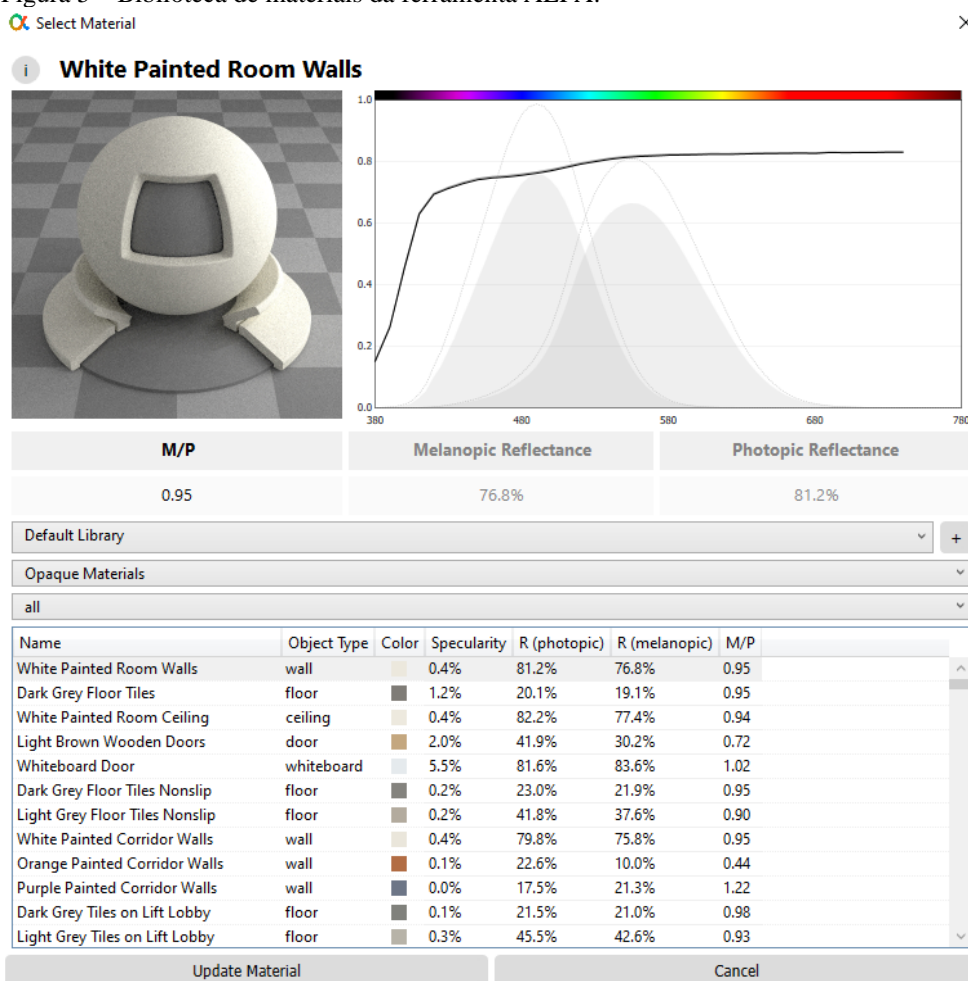 Figura 3 – Biblioteca de materiais da ferramenta ALFA.
Select Material
i White Painted Room Walls
1.0
0.8
0.6
0.4
0.2
0.0
380 480 580 680 780
M/P Melanopic Reflectance Photopic Reflectance
0.95 76.8% 81.2%
Default Library +
Opaque Materials
all
Name Object Type Color Specularity R (photopic) R (melanopic) M/P
White Painted Room Walls wall 0.4% 81.2% 76.8% 0.95
Dark Grey Floor Tiles floor 1.2% 20.1% 19.1% 0.95
White Painted Room Ceiling ceiling 0.4% 82.2% 77.4% 0.94
Light Brown Wooden Doors door 2.0% 41.9% 30.2% 0.72
Whiteboard Door whiteboard 5.5% 81.6% 83.6% 1.02
Dark Grey Floor Tiles Nonslip floor 0.2% 23.0% 21.9% 0.95
Light Grey Floor Tiles Nonslip floor 0.2% 41.8% 37.6% 0.90
White Painted Corridor Walls wall 0.4% 79.8% 75.8% 0.95
Orange Painted Corridor Walls wall 0.1% 22.6% 10.0% 0.44
Purple Painted Corridor Walls wall 0.0% 17.5% 21.3% 1.22
Dark Grey Tiles on Lift Lobby floor 0.1% 21.5% 21.0% 0.98
Light Grey Tiles on Lift Lobby floor 0.3% 45.5% 42.6% 0.93
Update Material Cancel